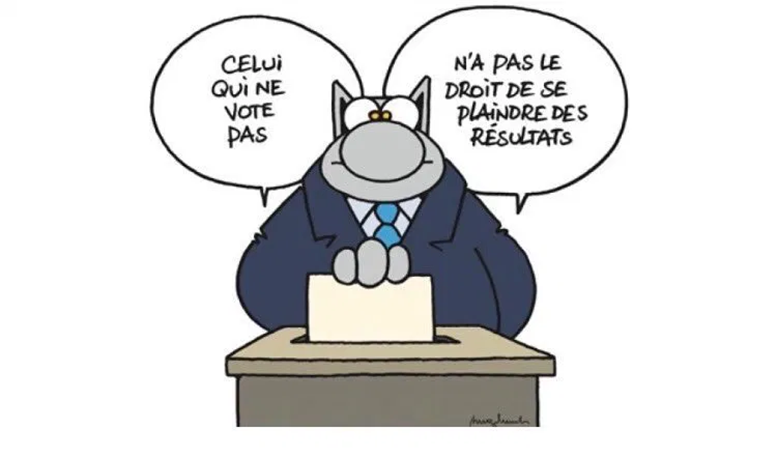 CELUI
QUI NE
VOTE
PAS
N'A PAS LE
DROIT DE SE
PLAINDRE DES
RÉSULTATS